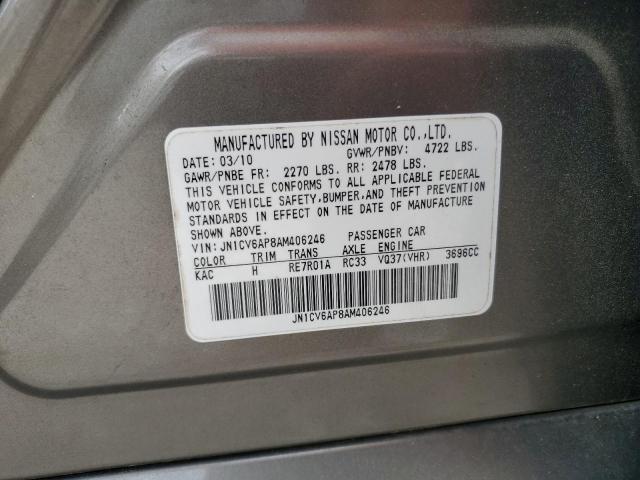 MANUFACTURED BY NISSAN MOTOR CO.,LTD.
DATE: 03/10 GVWR/PNBV: 4722 LBS.
GAWR/PNBE FR: 2270 LBS. RR: 2478 LBS.
THIS VEHICLE CONFORMS TO ALL APPLICABLE FEDERAL
MOTOR VEHICLE SAFETY,BUMPER,AND THEFT PREVENTION
STANDARDS IN EFFECT ON THE DATE OF MANUFACTURE
SHOWN ABOVE.
VIN: JN1CV6AP8AM406246 PASSENGER CAR
COLOR TRIM TRANS AXLE ENGINE
KAC H RE7R01A RC33 VQ37(VHR) 3696CC
JN1CV6AP8AM406246